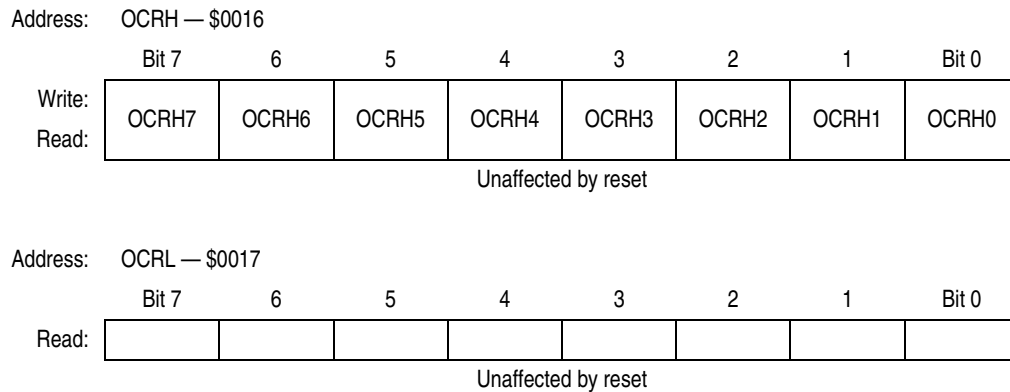 Address: OCRH — $0016
Bit 7 6 5 4 3 2 1 Bit 0
Write:
OCRH7 OCRH6 OCRH5 OCRH4 OCRH3 OCRH2 OCRH1 OCRH0
Read:
Unaffected by reset
Address: OCRL — $0017
Bit 7 6 5 4 3 2 1 Bit 0
Read:
Unaffected by reset